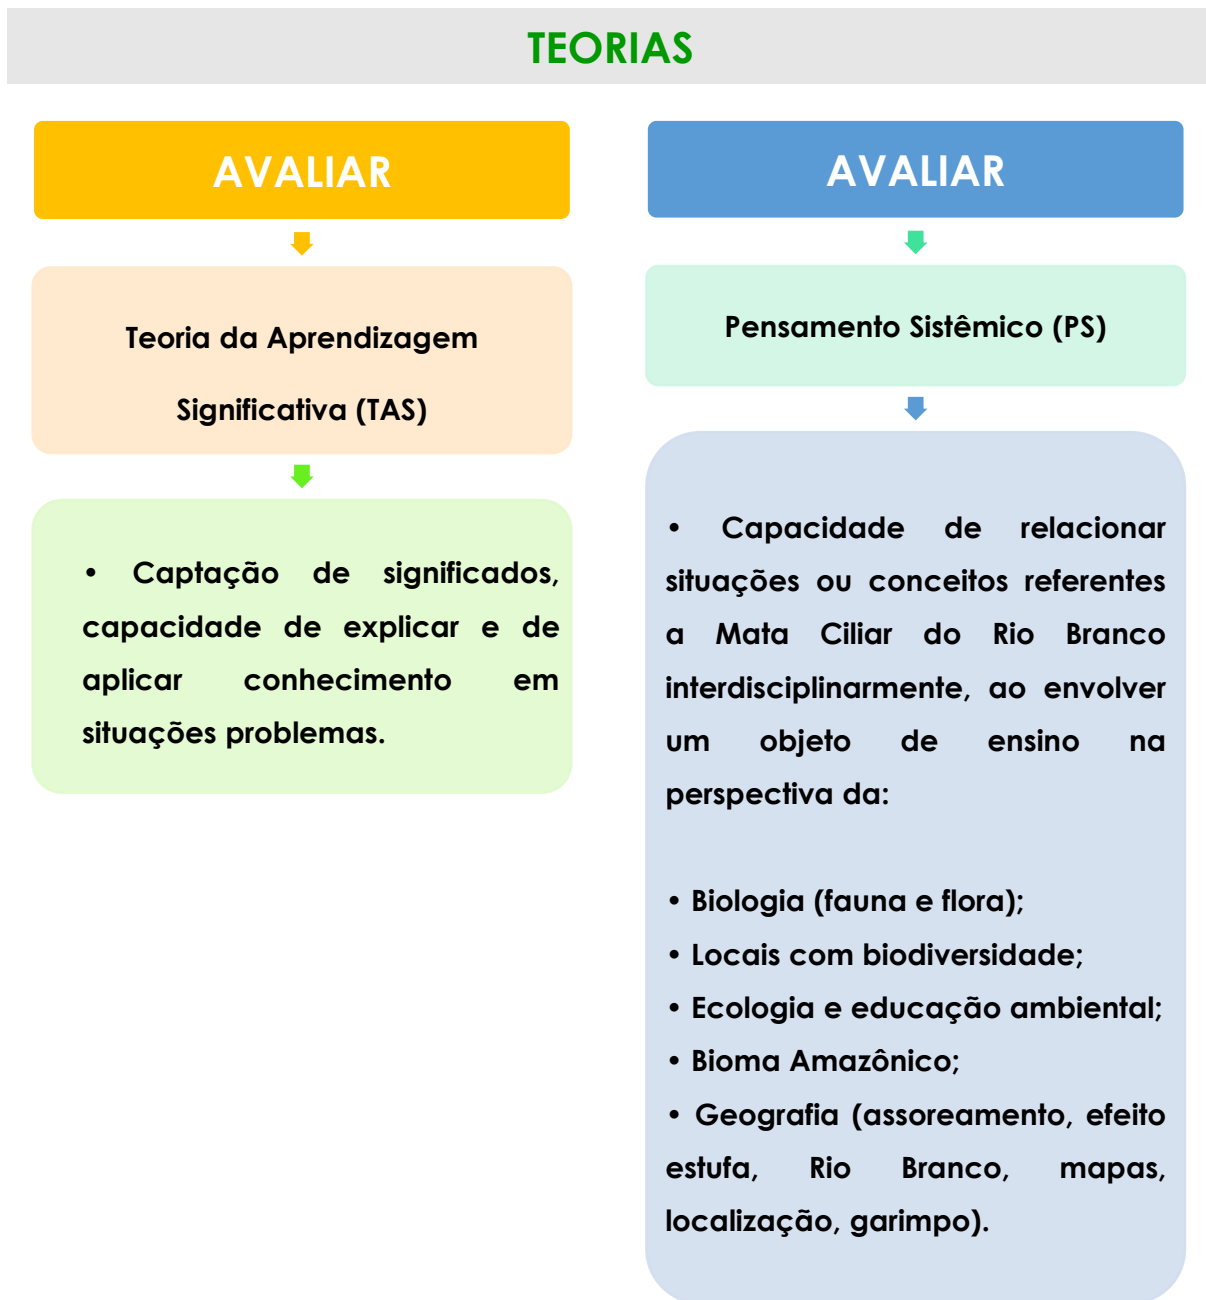 TEORIAS
AVALIAR
Teoria da Aprendizagem
Significativa (TAS)
• Captação de significados,
capacidade de explicar e de
aplicar conhecimento em
situações problemas.
AVALIAR
Pensamento Sistêmico (PS)
• Capacidade de relacionar
situações ou conceitos referentes
a Mata Ciliar do Rio Branco
interdisciplinarmente, ao envolver
um objeto de ensino na
perspectiva da:
• Biologia (fauna e flora);
• Locais com biodiversidade;
• Ecologia e educação ambiental;
• Bioma Amazônico;
• Geografia (assoreamento, efeito
estufa, Rio Branco, mapas,
localização, garimpo).